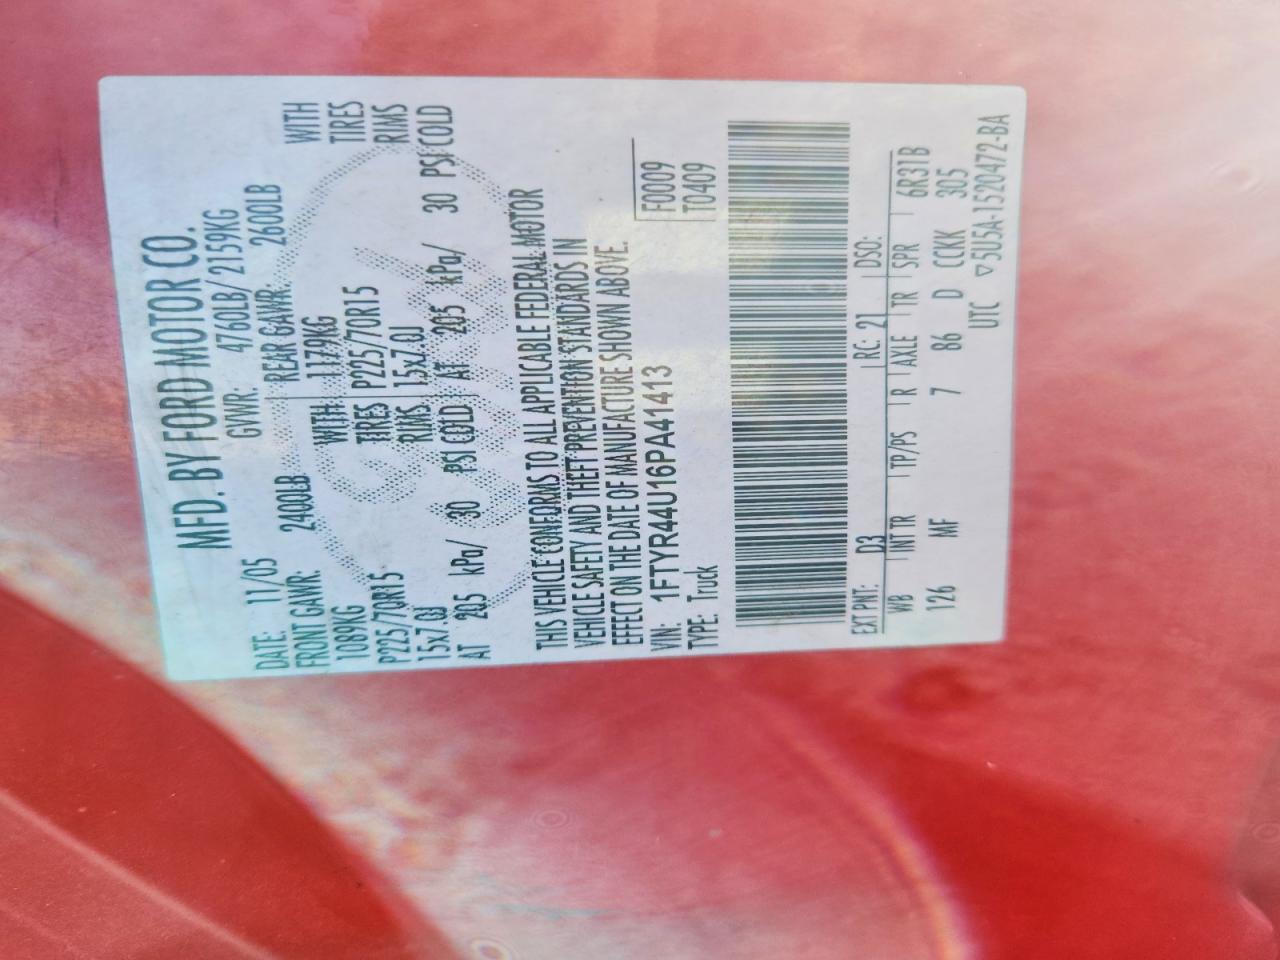 MFD. BY FORD MOTOR CO.
DATE: 11/05 GWR: 4760LB/2159KG
FRONT GAWR: 2400LB REAR GAWR: 2600LB
1089KG WITH 1179KG WITH
P225/70R15 TIRES P225/70R15 TIRES
15x7.0J RIMS 15x7.0J RIMS
AT 205 kPa/ 30 PSI COLD AT 205 kPa/ 30 PSI COLD
THIS VEHICLE CONFORMS TO ALL APPLICABLE FEDERAL MOTOR
VEHICLE SAFETY AND THEFT PREVENTION STANDARDS IN
EFFECT ON THE DATE OF MANUFACTURE SHOWN ABOVE.
VIN: 1FTYR44U16PA41413 F0009
TYPE: Truck T0409
EXT PNT: D3 RC: 21 DSO:
WB INT TR TP/PS R AXLE TR SPR 6R31B
126 MF 7 86 D CCKK 305
UTC ▽5U5A-1520472-BA